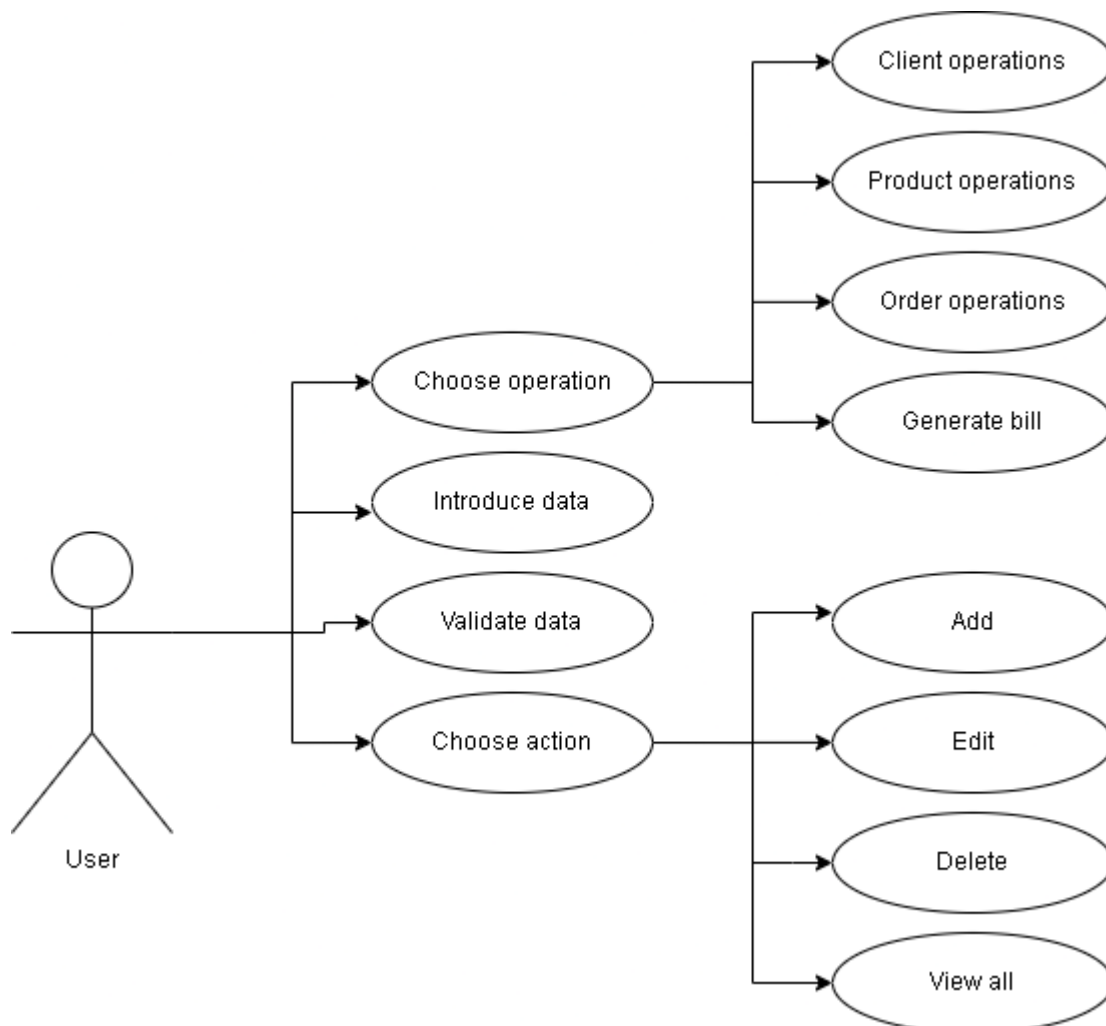 Client operations
Product operations
Order operations
Choose operation
Generate bill
Introduce data
Validate data
Add
Choose action
Edit
User
Delete
View all